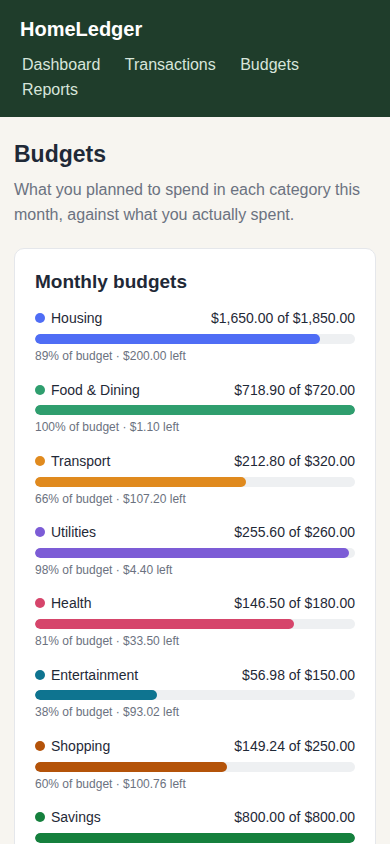 HomeLedger
Dashboard Transactions Budgets
Reports
Budgets
What you planned to spend in each category this
month, against what you actually spent.
Monthly budgets
Housing $1,650.00 of $1,850.00
89% of budget · $200.00 left
Food & Dining $718.90 of $720.00
100% of budget · $1.10 left
Transport $212.80 of $320.00
66% of budget · $107.20 left
Utilities $255.60 of $260.00
98% of budget · $4.40 left
Health $146.50 of $180.00
81% of budget · $33.50 left
Entertainment $56.98 of $150.00
38% of budget · $93.02 left
Shopping $149.24 of $250.00
60% of budget · $100.76 left
Savings $800.00 of $800.00